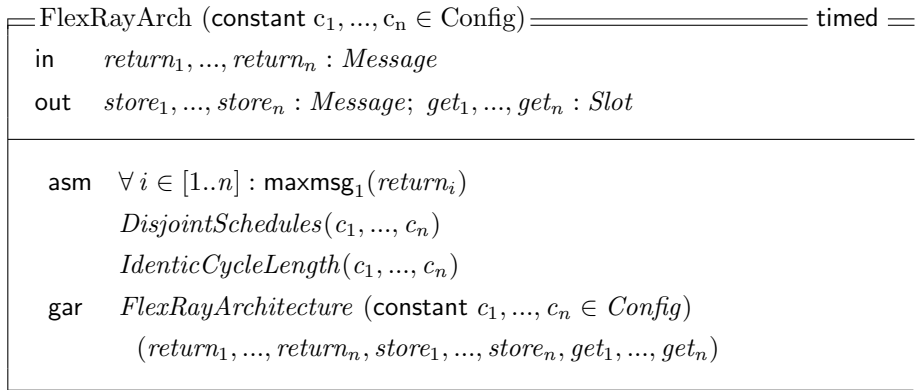 FlexRayArch (constant c₁, ..., cₙ ∈ Config) timed
in return₁, ..., returnₙ : Message
out store₁, ..., storeₙ : Message; get₁, ..., getₙ : Slot
asm ∀ i ∈ [1..n] : maxmsg₁(returnᵢ)
DisjointSchedules(c₁, ..., cₙ)
IdenticCycleLength(c₁, ..., cₙ)
gar FlexRayArchitecture (constant c₁, ..., cₙ ∈ Config)
(return₁, ..., returnₙ, store₁, ..., storeₙ, get₁, ..., getₙ)